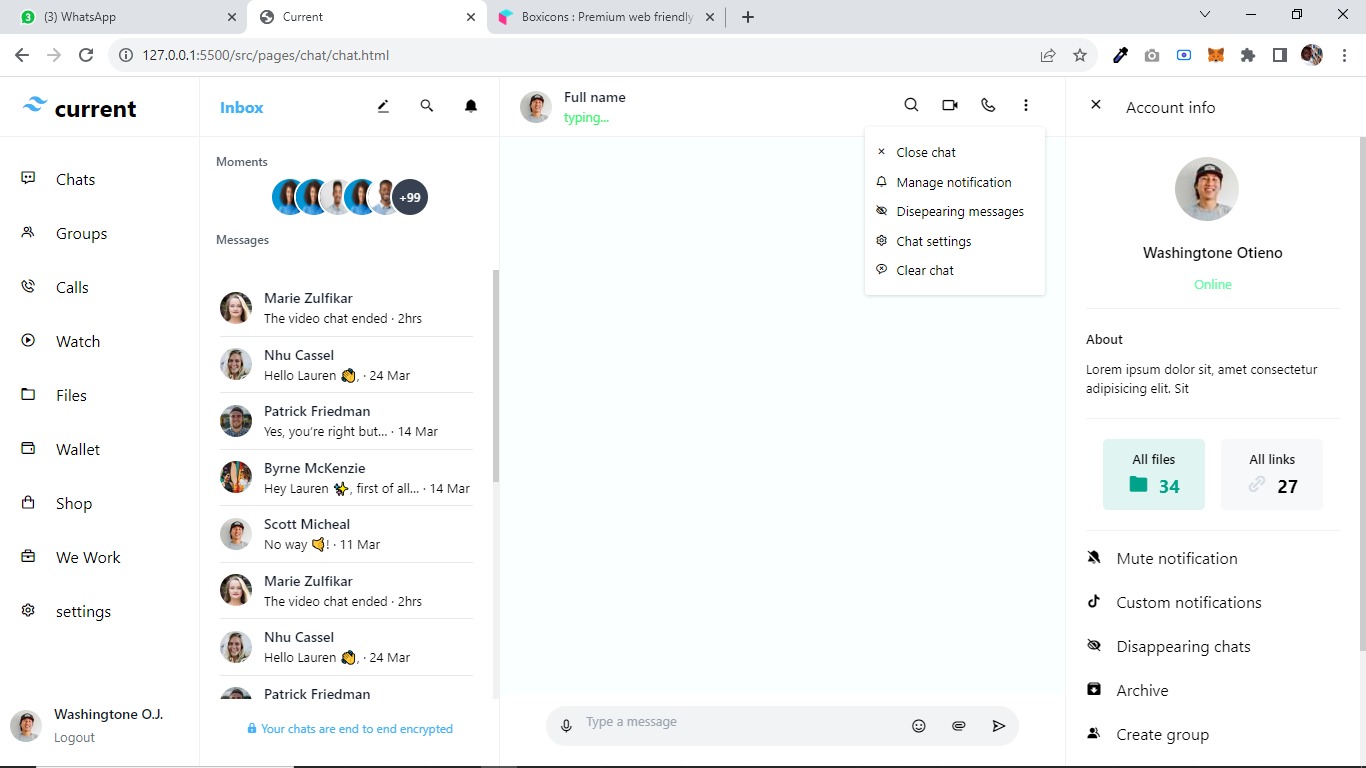 (3) WhatsApp
Current
Boxicons : Premium web friendly
127.0.0.1:5500/src/pages/chat/chat.html
current
Chats
Groups
Calls
Watch
Files
Wallet
Shop
We Work
settings
Washingtone O.J.
Logout
Inbox
Moments
+99
Messages
Marie Zulfikar
The video chat ended · 2hrs
Nhu Cassel
Hello Lauren 👏, · 24 Mar
Patrick Friedman
Yes, you’re right but... · 14 Mar
Byrne McKenzie
Hey Lauren ✨, first of all... · 14 Mar
Scott Micheal
No way 🤙! · 11 Mar
Marie Zulfikar
The video chat ended · 2hrs
Nhu Cassel
Hello Lauren 👏, · 24 Mar
Patrick Friedman
Your chats are end to end encrypted
Full name
typing...
Close chat
Manage notification
Disepearing messages
Chat settings
Clear chat
Type a message
Account info
Washingtone Otieno
Online
About
Lorem ipsum dolor sit, amet consectetur
adipisicing elit. Sit
All files
34
All links
27
Mute notification
Custom notifications
Disappearing chats
Archive
Create group